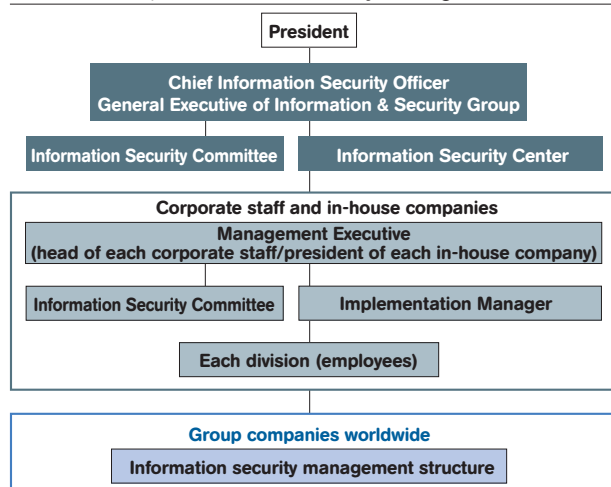 President
Chief Information Security Officer
General Executive of Information & Security Group
Information Security Committee
Information Security Center
Corporate staff and in-house companies
Management Executive
(head of each corporate staff/president of each in-house company)
Information Security Committee
Implementation Manager
Each division (employees)
Group companies worldwide
Information security management structure